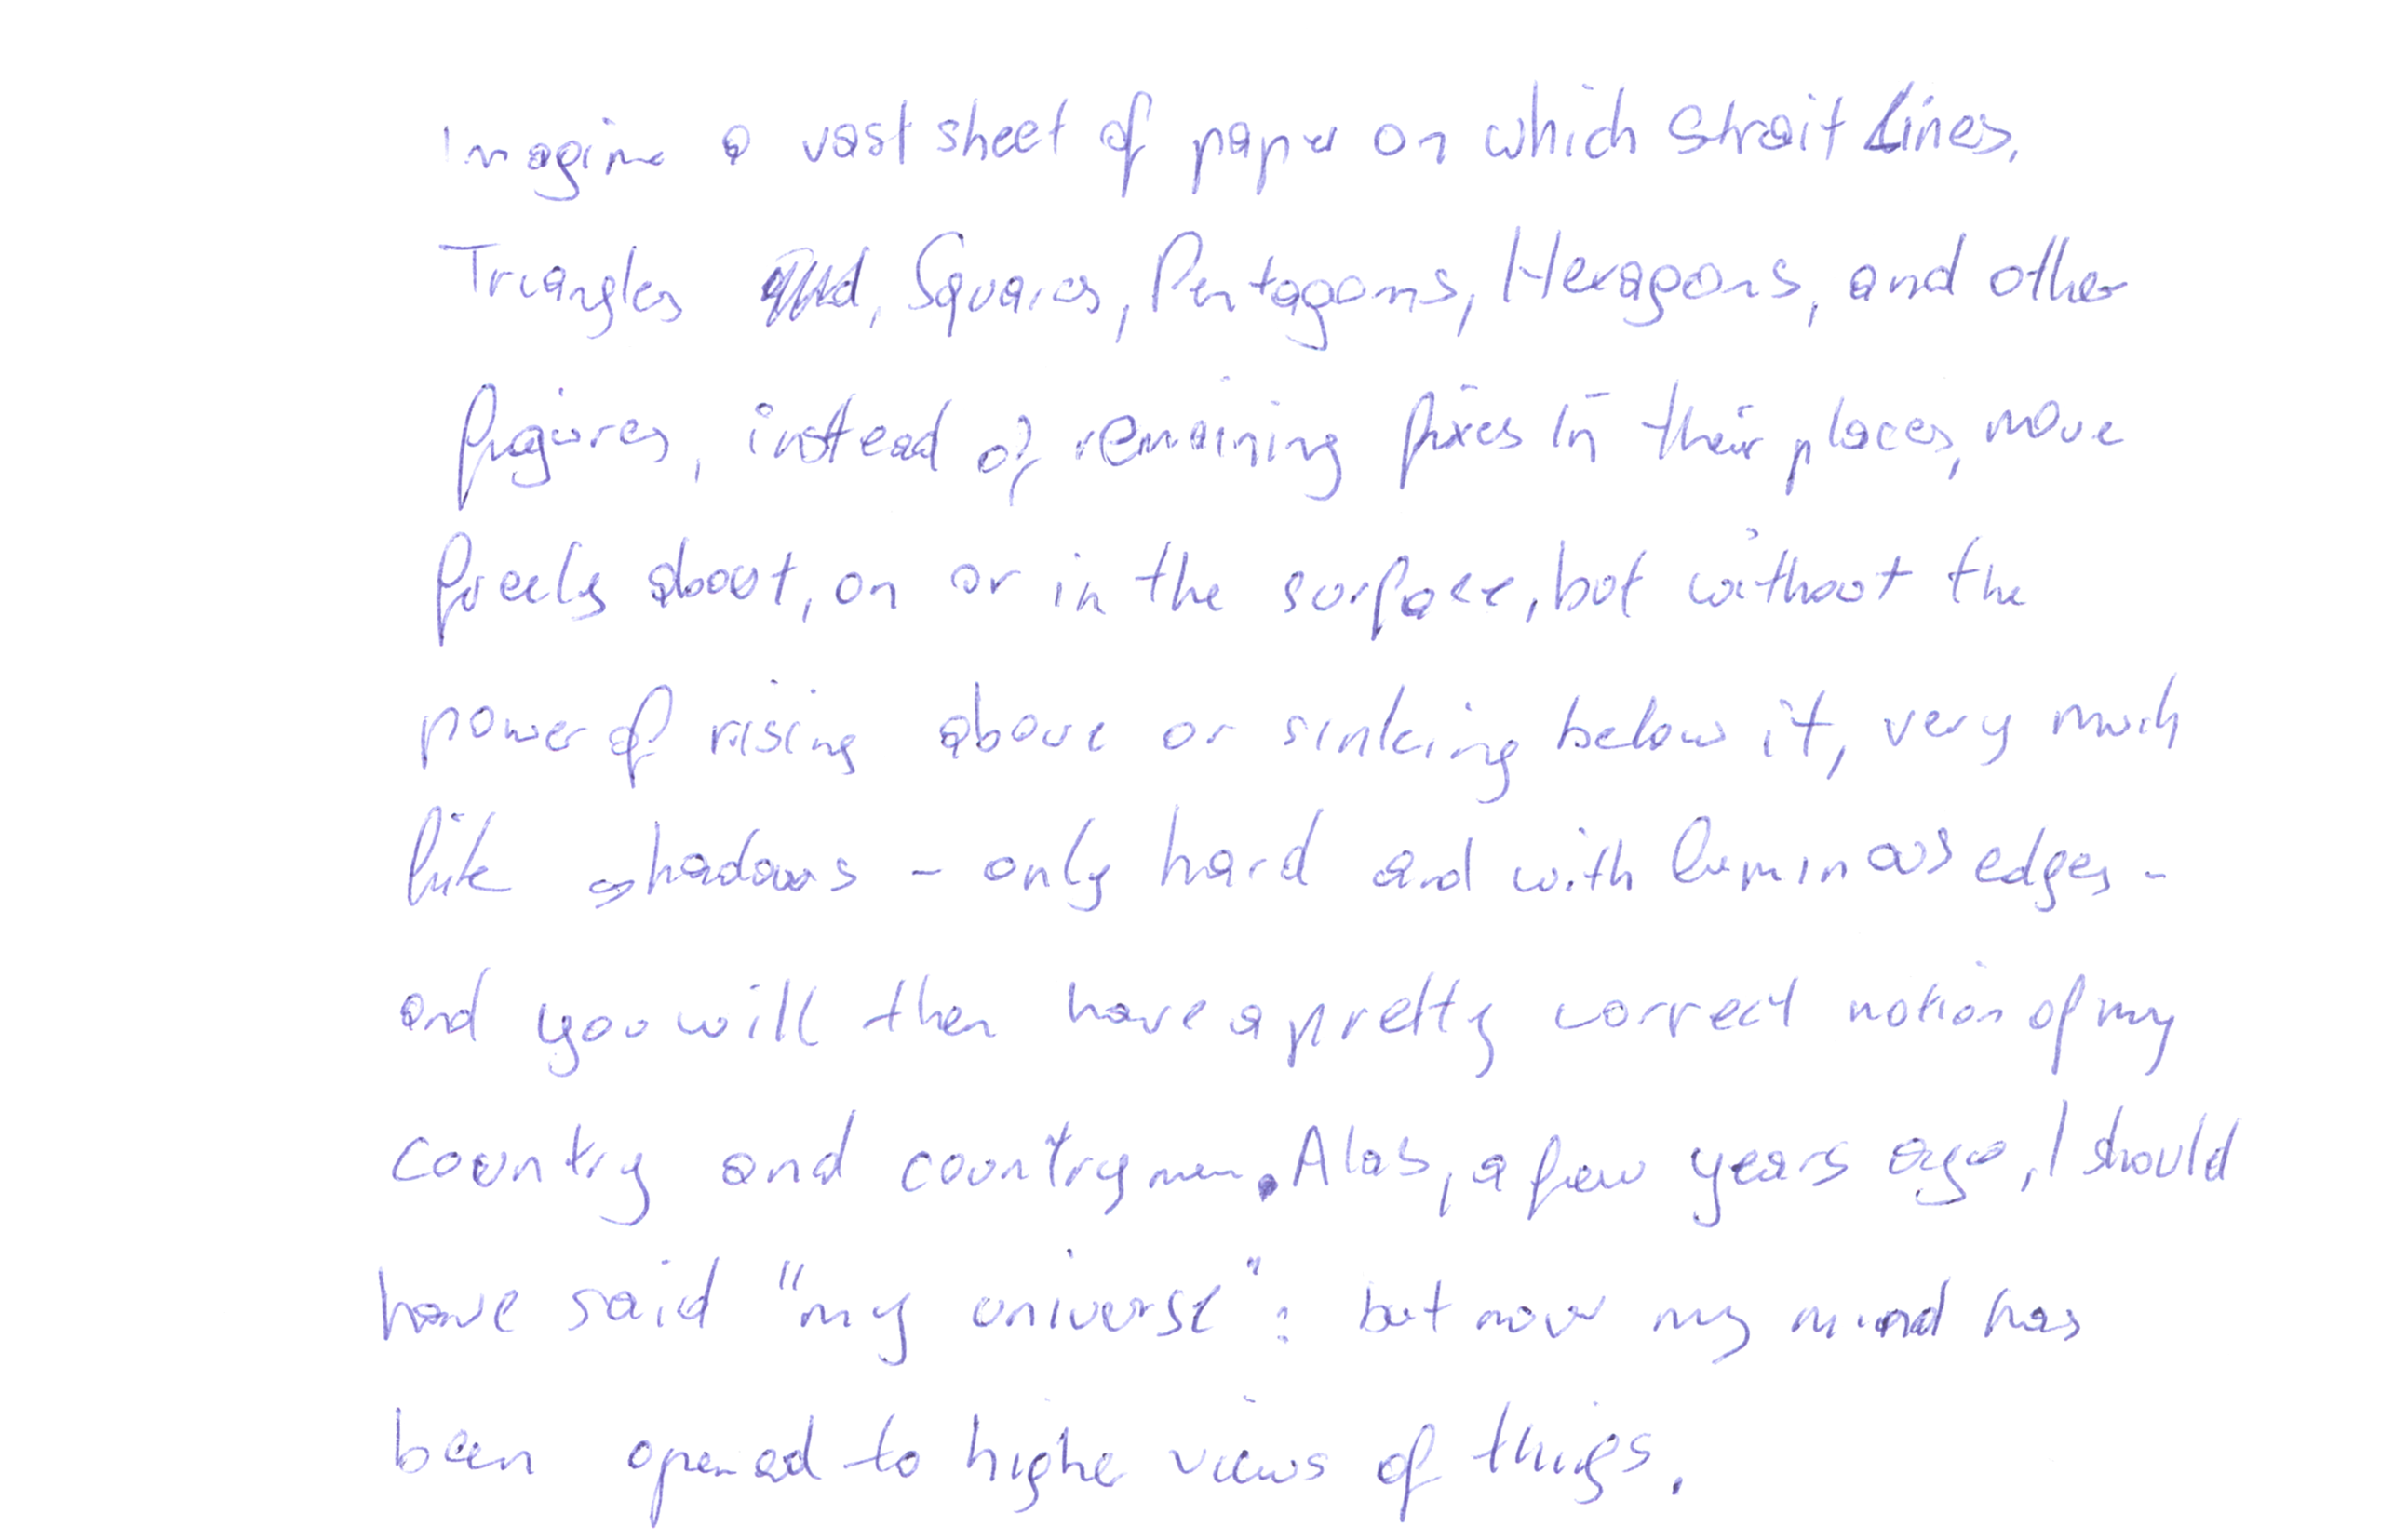 Imagine a vast sheet of paper on which Strait Lines,
Triangles, Squares, Pentagons, Hexagons, and other
figures, instead of remaining fixes in their places, move
freely about, on or in the surface, but without the
power of rising above or sinking below it, very much
like shadows - only hard and with luminous edges -
and you will then have a pretty correct notion of my
country and countrymen. Alas, a few years ago, I should
have said "my universe": but now my mind has
been opened to higher views of things.